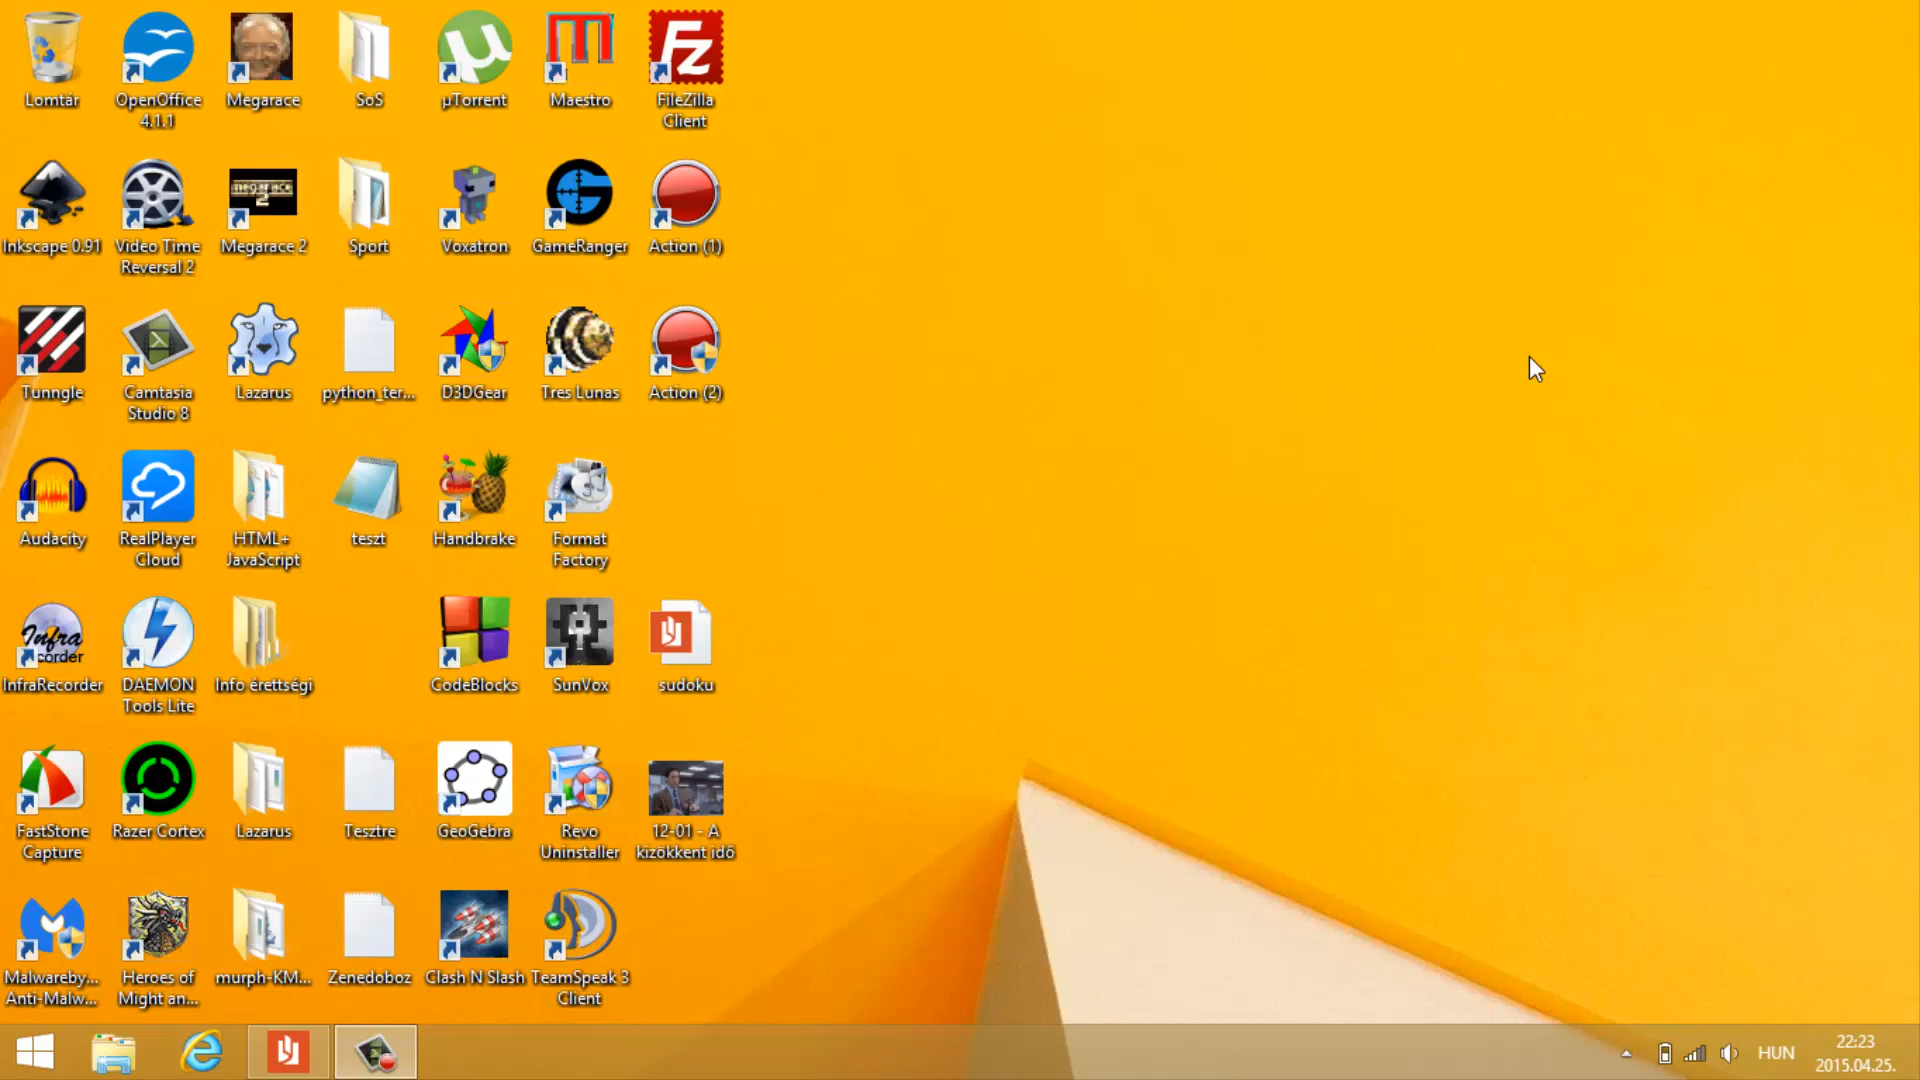 Lomtár
OpenOffice
4.1.1
Megarace
SoS
µTorrent
Maestro
FileZilla
Client
Inkscape 0.91
Video Time
Reversal 2
Megarace 2
Sport
Voxatron
GameRanger
Action (1)
Tunngle
Camtasia
Studio 8
Lazarus
python_ter...
D3DGear
Tres Lunas
Action (2)
Audacity
RealPlayer
Cloud
HTML+
JavaScript
teszt
Handbrake
Format
Factory
Infra
corder
InfraRecorder
DAEMON
Tools Lite
Info érettségi
CodeBlocks
SunVox
sudoku
FastStone
Capture
Razer Cortex
Lazarus
Tesztre
GeoGebra
Revo
Uninstaller
12-01 - A
kizökkent idő
Malwareby...
Anti-Malw...
Heroes of
Might an...
murph-KM...
Zenedoboz
Clash N Slash
TeamSpeak 3
Client
HUN
22:23
2015.04.25.